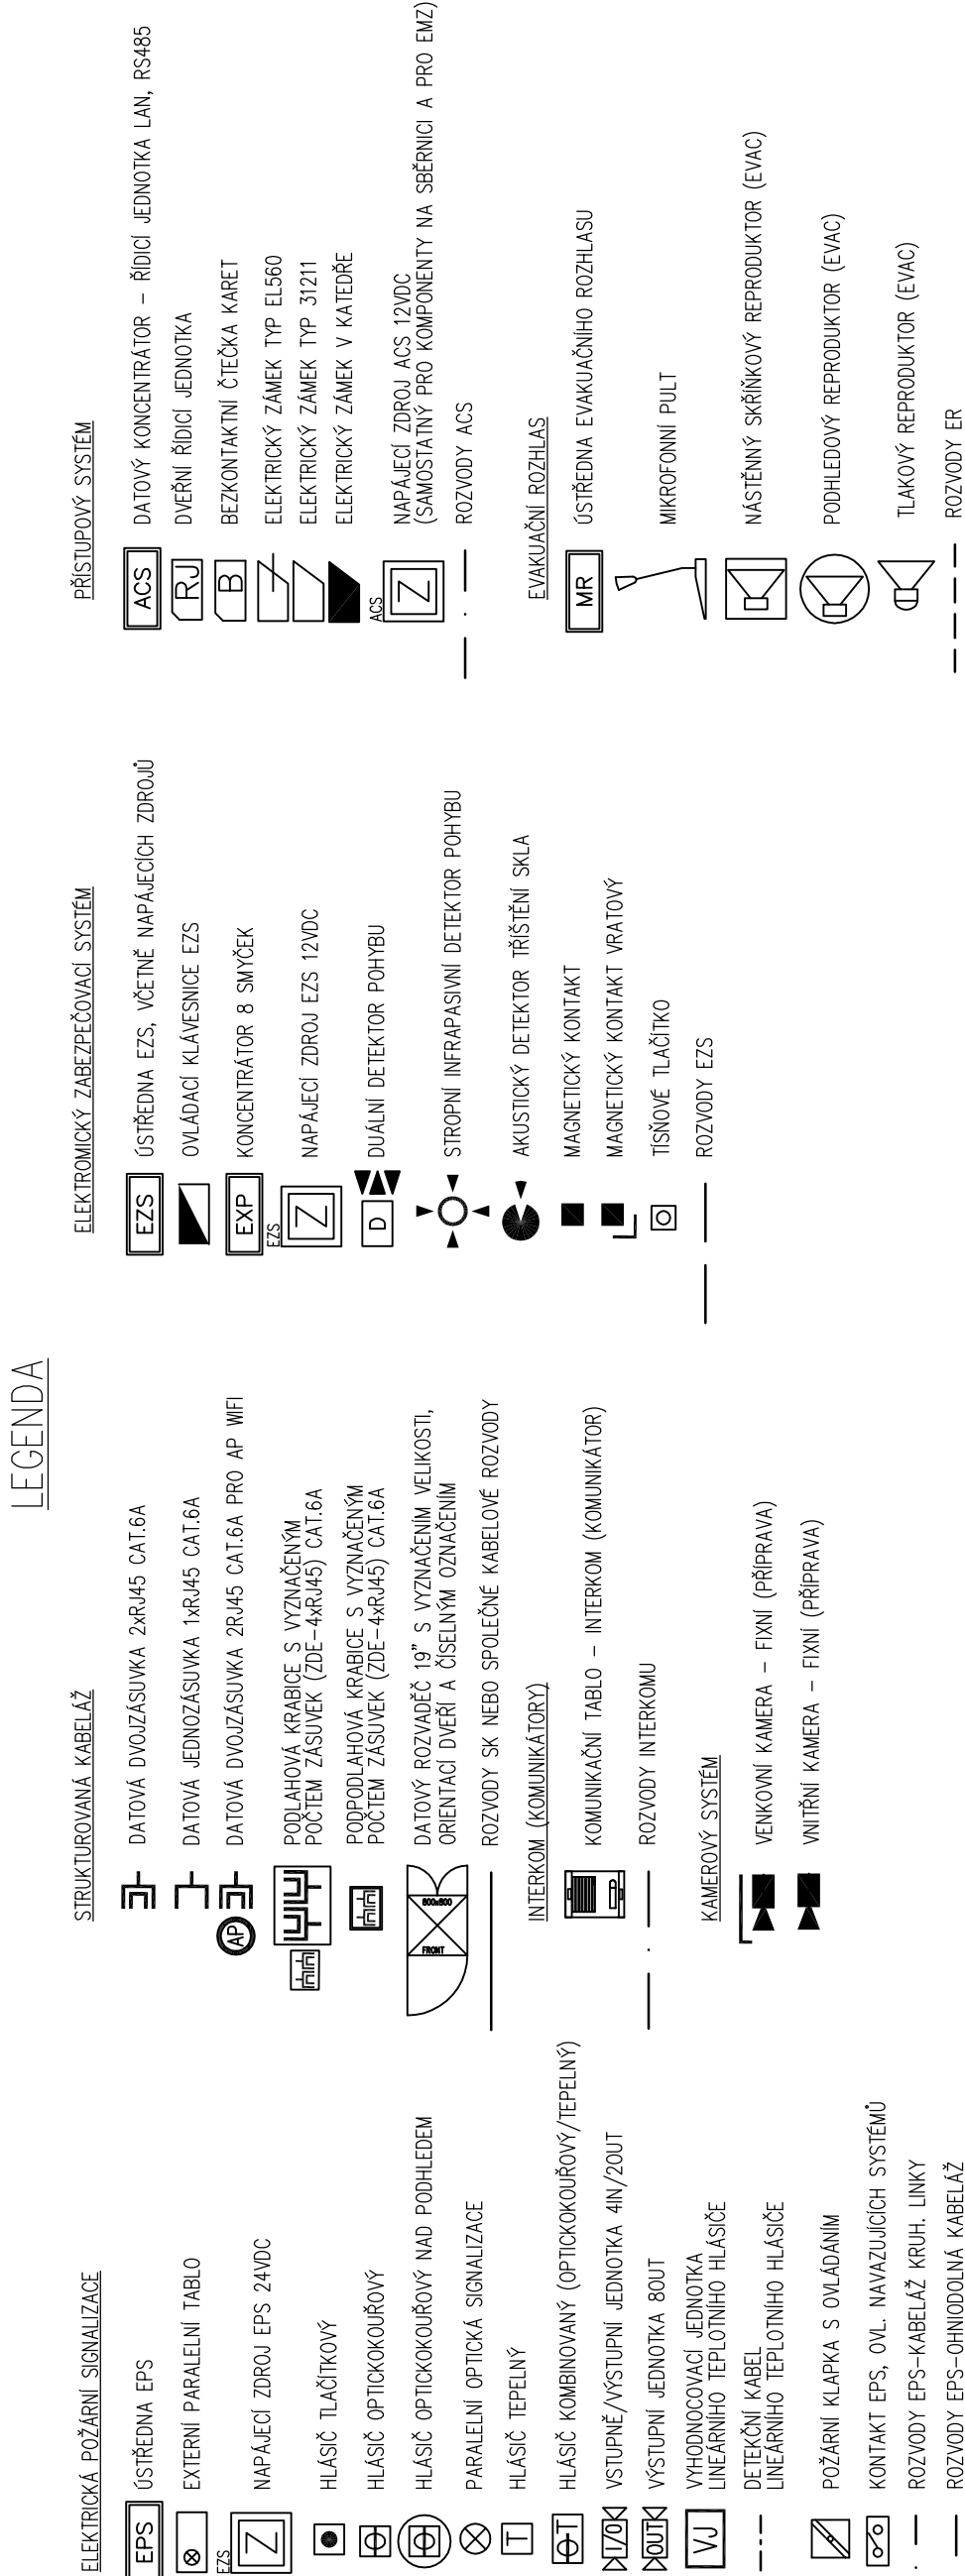 LEGENDA
ELEKTRICKÁ POŽÁRNÍ SIGNALIZACE
EPS ÚSTŘEDNA EPS
EXTERNÍ PARALELNÍ TABLO
EZS
Z NAPÁJECÍ ZDROJ EPS 24VDC
HLÁSIČ TLAČÍTKOVÝ
HLÁSIČ OPTICKOKOUŘOVÝ
HLÁSIČ OPTICKOKOUŘOVÝ NAD PODHLEDEM
PARALELNÍ OPTICKÁ SIGNALIZACE
T HLÁSIČ TEPELNÝ
T HLÁSIČ KOMBINOVANÝ (OPTICKOKOUŘOVÝ/TEPELNÝ)
I/O VSTUPNĚ/VÝSTUPNÍ JEDNOTKA 4IN/2OUT
OUT VÝSTUPNÍ JEDNOTKA 8OUT
VJ VYHODNOCOVACÍ JEDNOTKA
LINEÁRNÍHO TEPLOTNÍHO HLÁSIČE
DETEKČNÍ KABEL
LINEÁRNÍHO TEPLOTNÍHO HLÁSIČE
POŽÁRNÍ KLAPKA S OVLÁDÁNÍM
KONTAKT EPS, OVL. NAVAZUJÍCÍCH SYSTÉMŮ
ROZVODY EPS-KABELÁŽ KRUH. LINKY
ROZVODY EPS-OHNIODOLNÁ KABELÁŽ
STRUKTUROVANÁ KABELÁŽ
DATOVÁ DVOJZÁSUVKA 2xRJ45 CAT.6A
DATOVÁ JEDNOZÁSUVKA 1xRJ45 CAT.6A
AP DATOVÁ DVOJZÁSUVKA 2RJ45 CAT.6A PRO AP WIFI
PODLAHOVÁ KRABICE S VYZNAČENÝM
POČTEM ZÁSUVEK (ZDE-4xRJ45) CAT.6A
PODPODLAHOVÁ KRABICE S VYZNAČENÝM
POČTEM ZÁSUVEK (ZDE-4xRJ45) CAT.6A
FRONT 800x800 DATOVÝ ROZVADĚČ 19" S VYZNAČENÍM VELIKOSTI,
ORIENTACÍ DVEŘÍ A ČÍSELNÝM OZNAČENÍM
ROZVODY SK NEBO SPOLEČNÉ KABELOVÉ ROZVODY
INTERKOM (KOMUNIKÁTORY)
KOMUNIKAČNÍ TABLO - INTERKOM (KOMUNIKÁTOR)
ROZVODY INTERKOMU
KAMEROVÝ SYSTÉM
VENKOVNÍ KAMERA - FIXNÍ (PŘÍPRAVA)
VNITŘNÍ KAMERA - FIXNÍ (PŘÍPRAVA)
ELEKTROMICKÝ ZABEZPEČOVACÍ SYSTÉM
EZS ÚSTŘEDNA EZS, VČETNĚ NAPÁJECÍCH ZDROJŮ
OVLÁDACÍ KLÁVESNICE EZS
EXP KONCENTRÁTOR 8 SMYČEK
EZS
Z NAPÁJECÍ ZDROJ EZS 12VDC
D DUÁLNÍ DETEKTOR POHYBU
STROPNÍ INFRAPASIVNÍ DETEKTOR POHYBU
AKUSTICKÝ DETEKTOR TŘÍŠTĚNÍ SKLA
MAGNETICKÝ KONTAKT
MAGNETICKÝ KONTAKT VRATOVÝ
TÍSŇOVÉ TLAČÍTKO
ROZVODY EZS
PŘÍSTUPOVÝ SYSTÉM
ACS DATOVÝ KONCENTRÁTOR - ŘÍDICÍ JEDNOTKA LAN, RS485
RJ DVEŘNÍ ŘÍDICÍ JEDNOTKA
B BEZKONTAKTNÍ ČTEČKA KARET
ELEKTRICKÝ ZÁMEK TYP EL560
ELEKTRICKÝ ZÁMEK TYP 31211
ELEKTRICKÝ ZÁMEK V KATEDŘE
ACS
Z NAPÁJECÍ ZDROJ ACS 12VDC
(SAMOSTATNÝ PRO KOMPONENTY NA SBĚRNICI A PRO EMZ)
ROZVODY ACS
EVAKUAČNÍ ROZHLAS
MR ÚSTŘEDNA EVAKUAČNÍHO ROZHLASU
MIKROFONNÍ PULT
NÁSTĚNNÝ SKŘÍŇKOVÝ REPRODUKTOR (EVAC)
PODHLEDOVÝ REPRODUKTOR (EVAC)
TLAKOVÝ REPRODUKTOR (EVAC)
ROZVODY ER